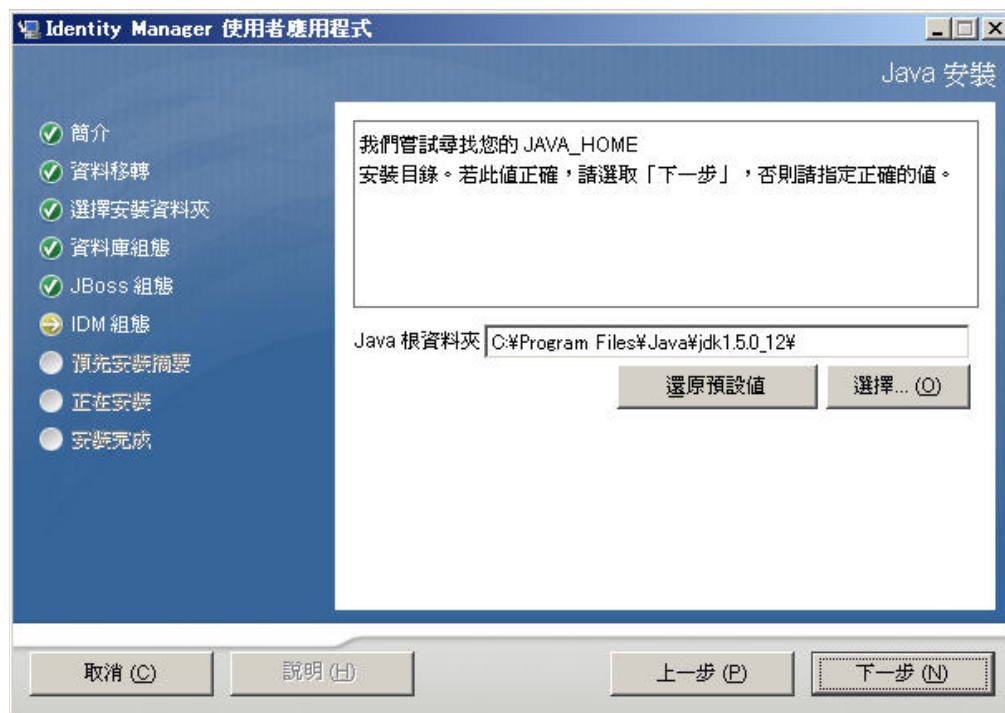 Identity Manager 使用者應用程式
Java 安裝
簡介
資料移轉
選擇安裝資料夾
資料庫組態
JBoss 組態
IDM 組態
預先安裝摘要
正在安裝
安裝完成
我們嘗試尋找您的 JAVA_HOME
安裝目錄。若此值正確，請選取「下一步」，否則請指定正確的值。
Java 根資料夾 C:¥Program Files¥Java¥jdk1.5.0_12¥
還原預設值 選擇... (O)
取消 (C) 說明 (H) 上一步 (P) 下一步 (N)